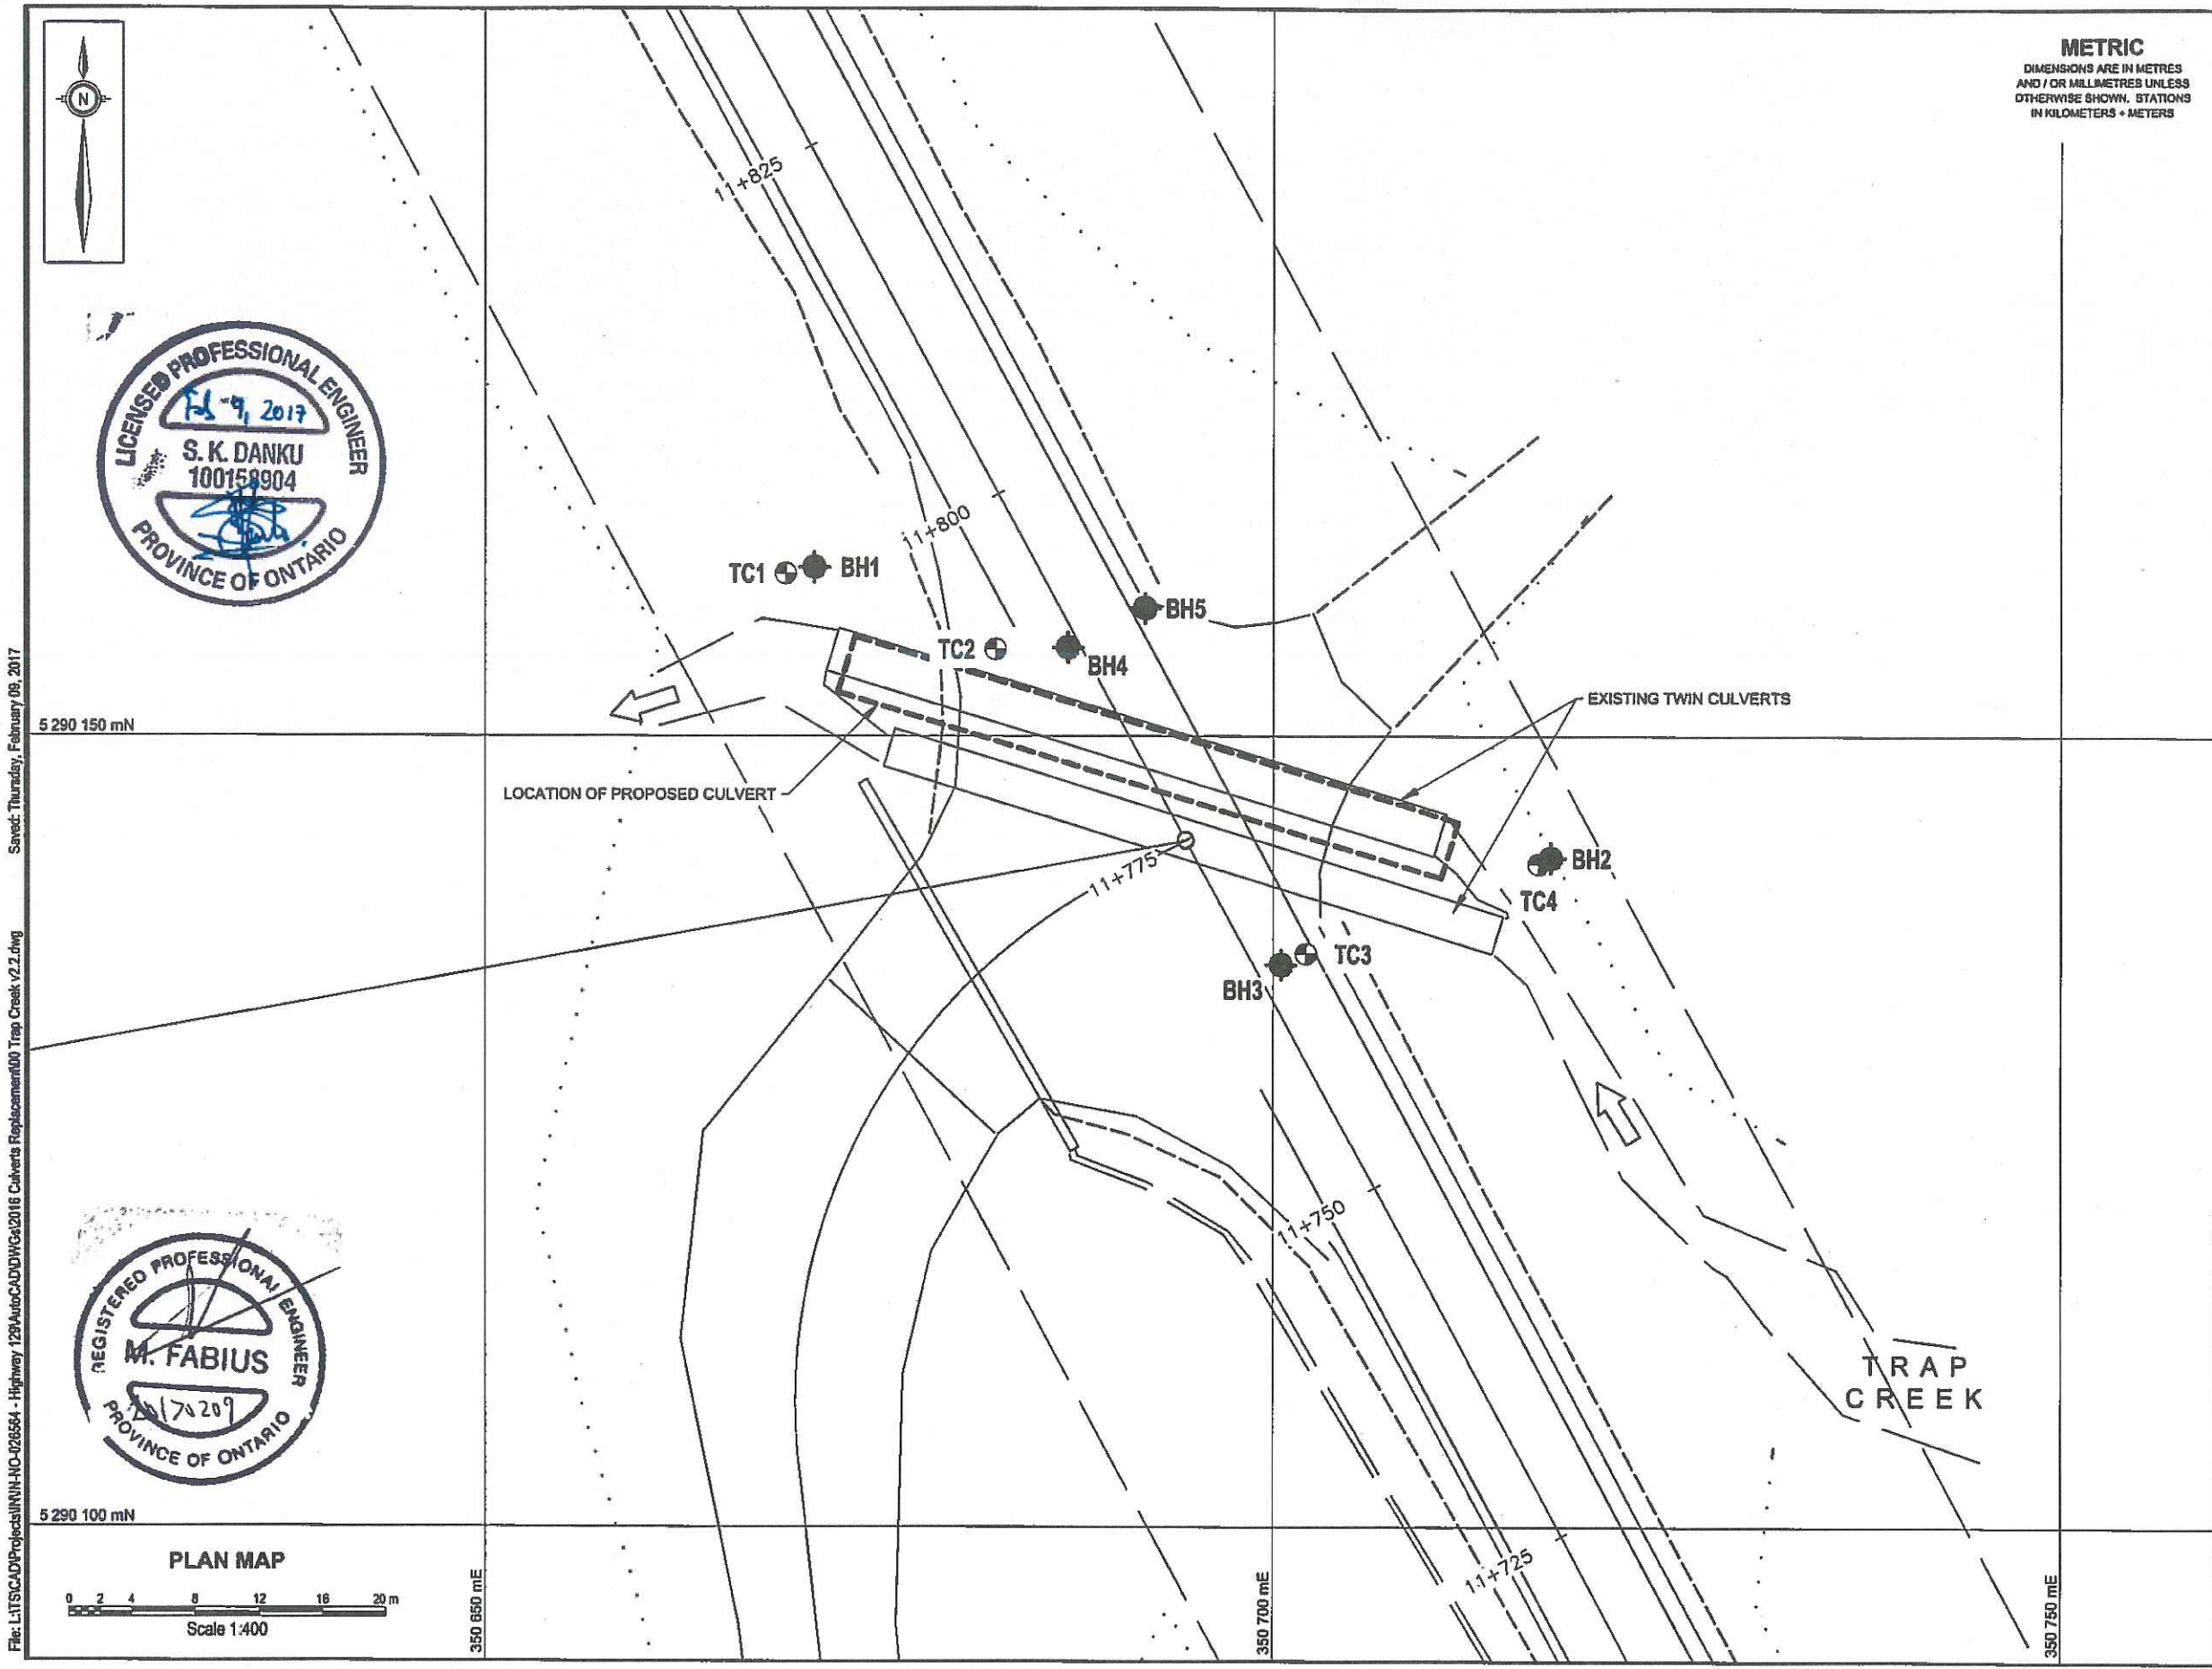 METRIC
DIMENSIONS ARE IN METRES
AND / OR MILLIMETRES UNLESS
OTHERWISE SHOWN. STATIONS
IN KILOMETERS + METERS
N
11+825
LICENSED PROFESSIONAL ENGINEER
Feb 9, 2017
S. K. DANKU
100158904
PROVINCE OF ONTARIO
11+800
TC1
BH1
BH5
TC2
BH4
EXISTING TWIN CULVERTS
5 290 150 mN
LOCATION OF PROPOSED CULVERT
11+775
BH2
TC4
TC3
BH3
11+750
TRAP
CREEK
REGISTERED PROFESSIONAL ENGINEER
M. FABIUS
20170209
PROVINCE OF ONTARIO
5 290 100 mN
PLAN MAP
0 2 4 8 12 16 20 m
Scale 1:400
350 650 mE
350 700 mE
11+725
350 750 mE
Saved: Thursday, February 09, 2017